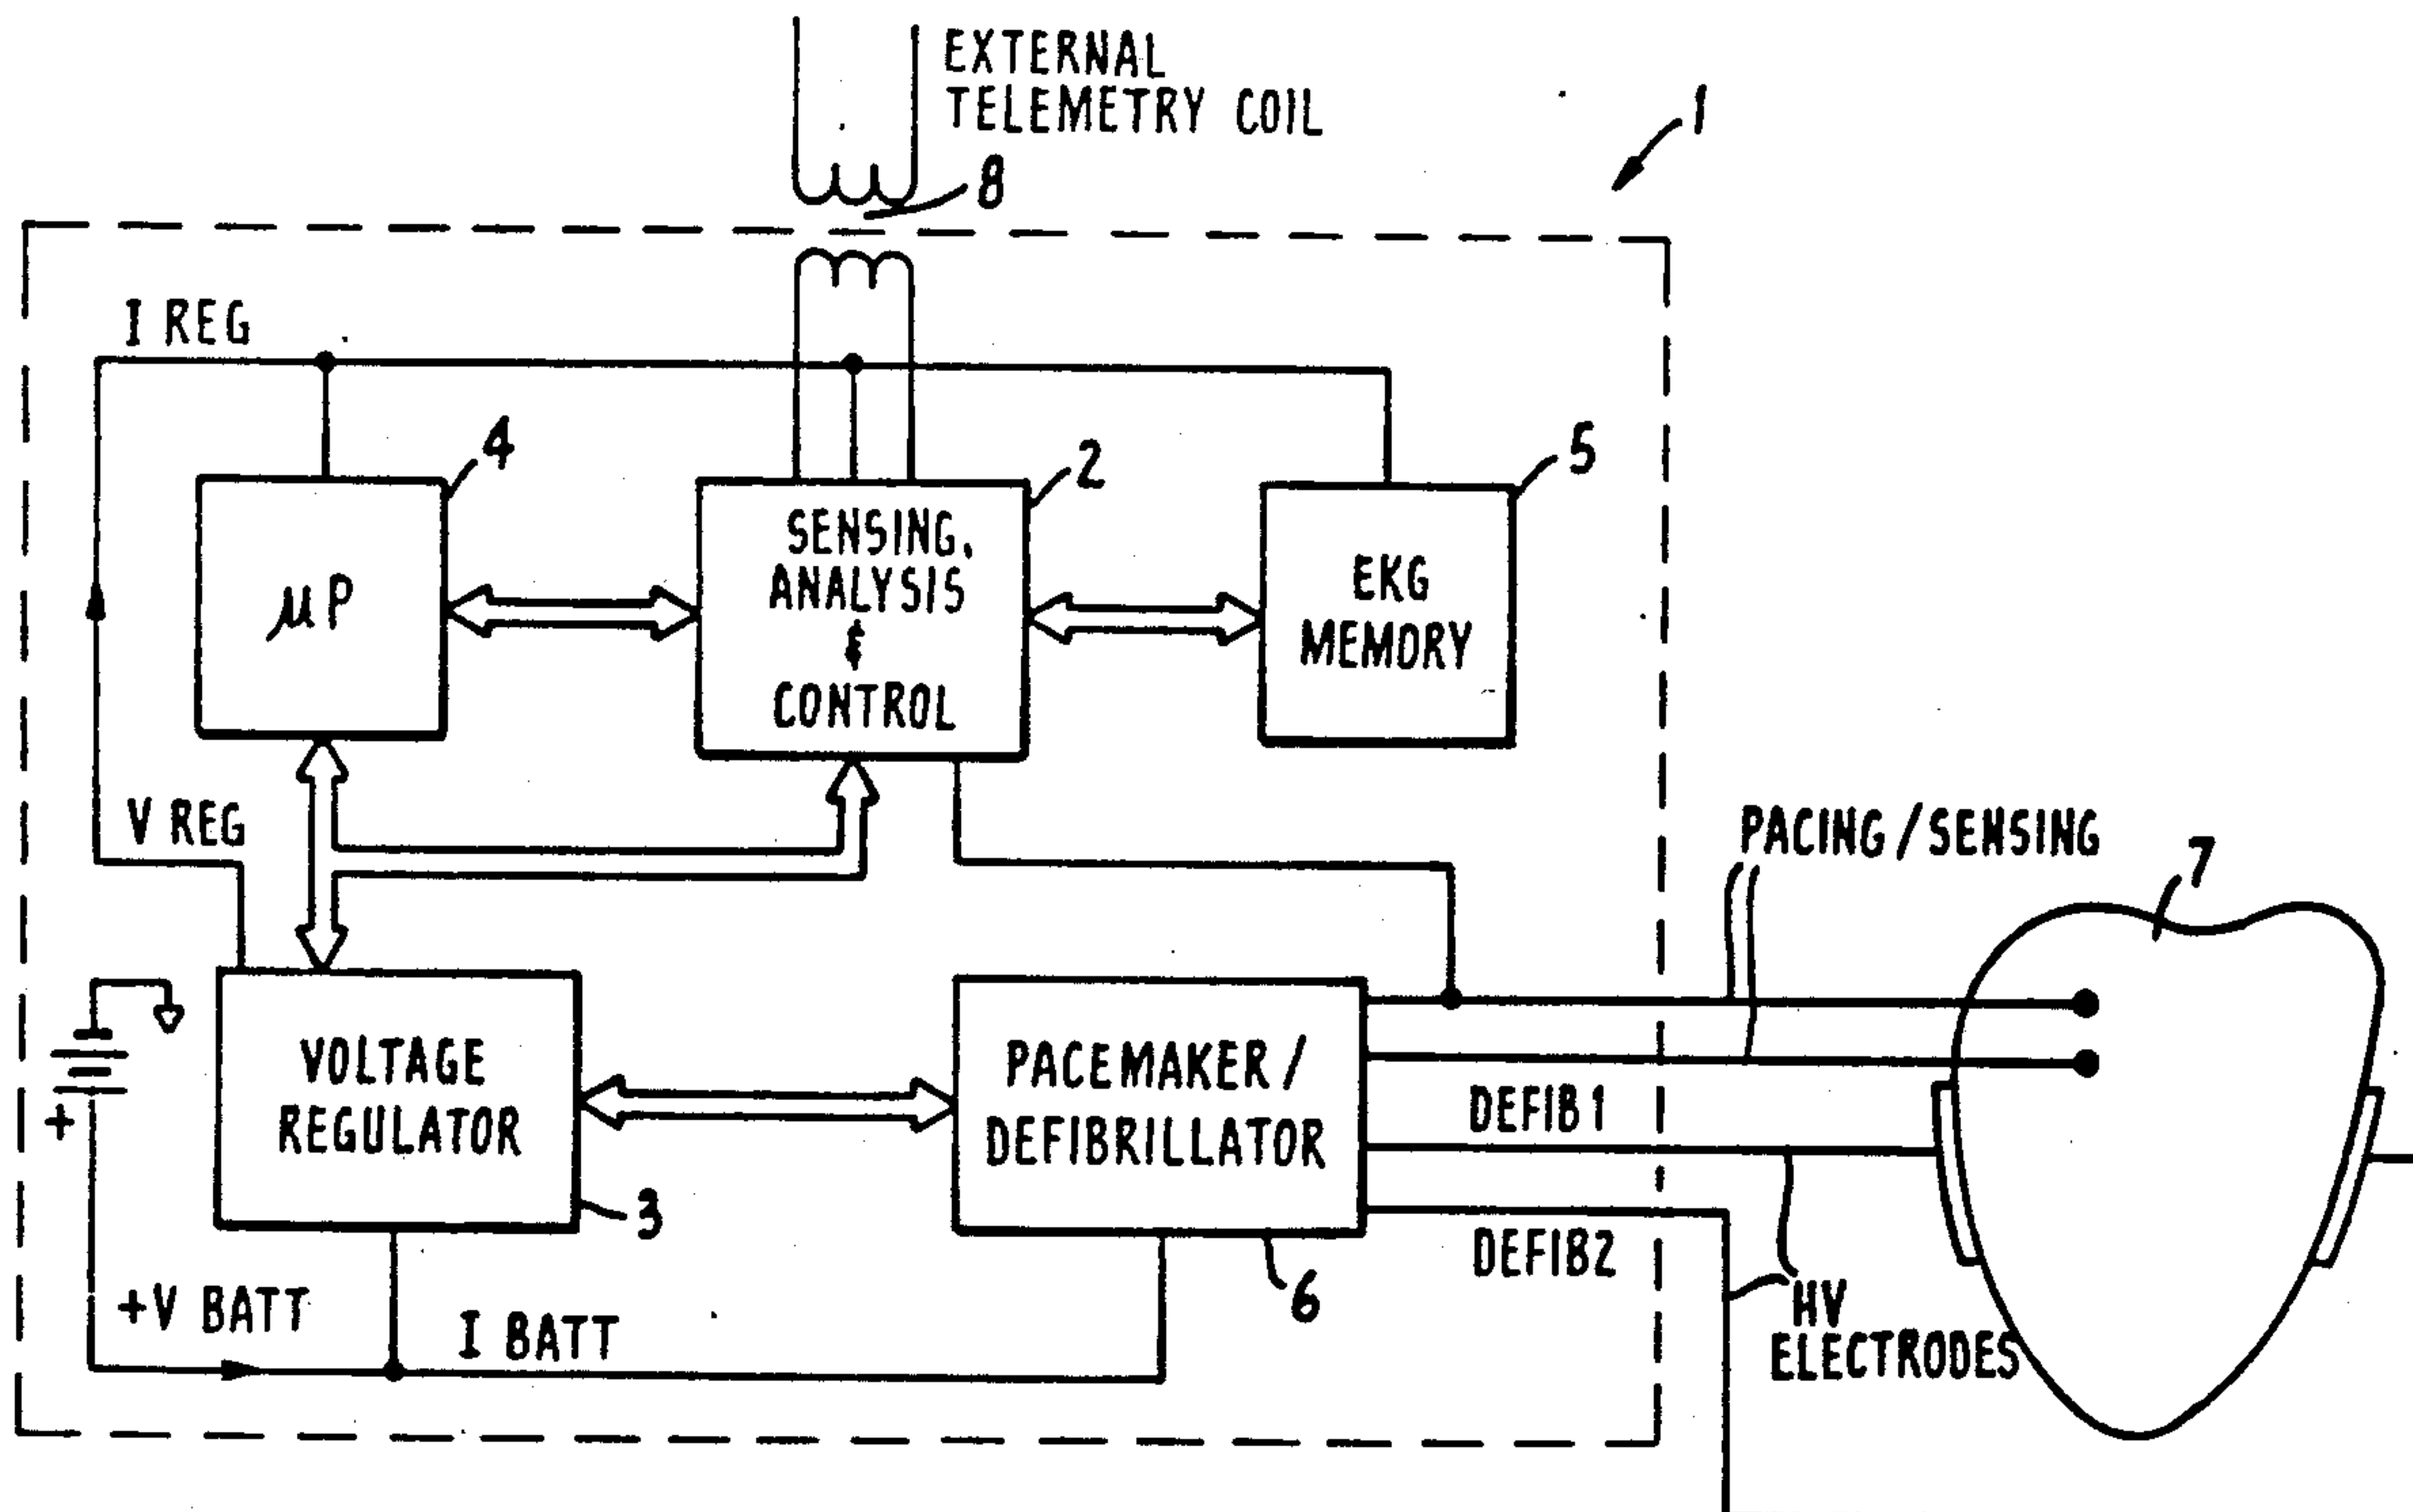 EXTERNAL
TELEMETRY COIL
1
8
I REG
4
2
5
μP
SENSING,
ANALYSIS
&
CONTROL
EKG
MEMORY
V REG
PACING/SENSING
7
+
VOLTAGE
REGULATOR
3
PACEMAKER/
DEFIBRILLATOR
6
DEFIB1
DEFIB2
+V BATT
I BATT
HV
ELECTRODES